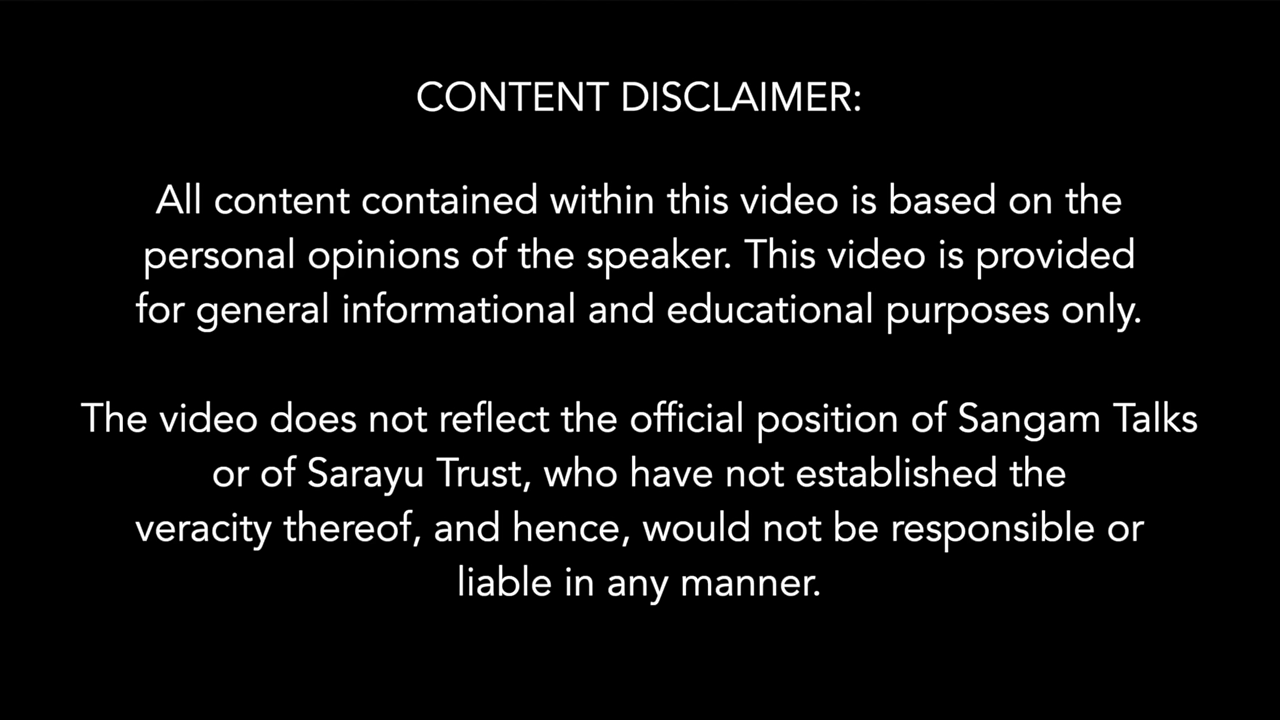 CONTENT DISCLAIMER:
All content contained within this video is based on the
personal opinions of the speaker. This video is provided
for general informational and educational purposes only.
The video does not reflect the official position of Sangam Talks
or of Sarayu Trust, who have not established the
veracity thereof, and hence, would not be responsible or
liable in any manner.